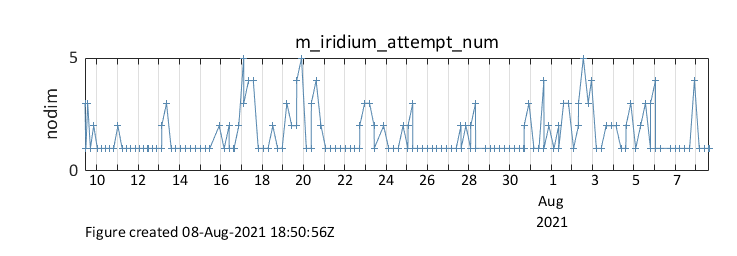 m_iridium_attempt_num
5
nodim
0
10 12 14 16 18 20 22 24 26 28 30 1 3 5 7
Aug
2021
Figure created 08-Aug-2021 18:50:56Z